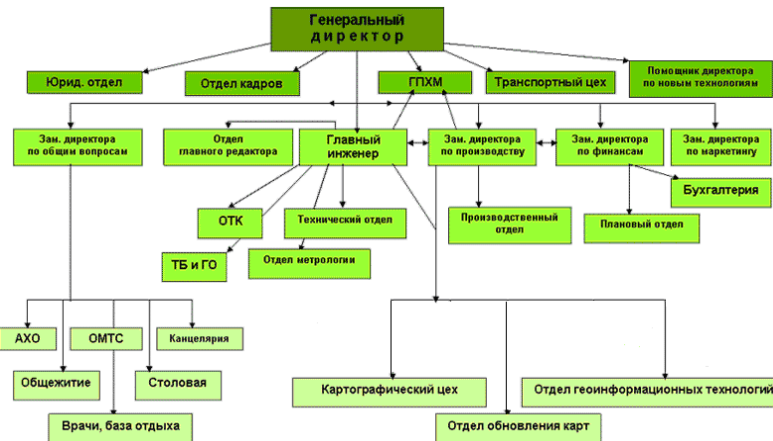 Генеральный
директор
Юрид. отдел
Отдел кадров
ГПХМ
Транспортный цех
Помощник директора
по новым технологиям
Зам. директора
по общим вопросам
Отдел
главного редактора
Главный
инженер
Зам. директора
по производству
Зам. директора
по финансам
Зам. директора
по маркетингу
Бухгалтерия
ОТК
Технический отдел
Производственный
отдел
Плановый отдел
ТБ и ГО
Отдел метрологии
АХО
ОМТС
Канцелярия
Общежитие
Столовая
Картографический цех
Отдел геоинформационных технологий
Врачи, база отдыха
Отдел обновления карт